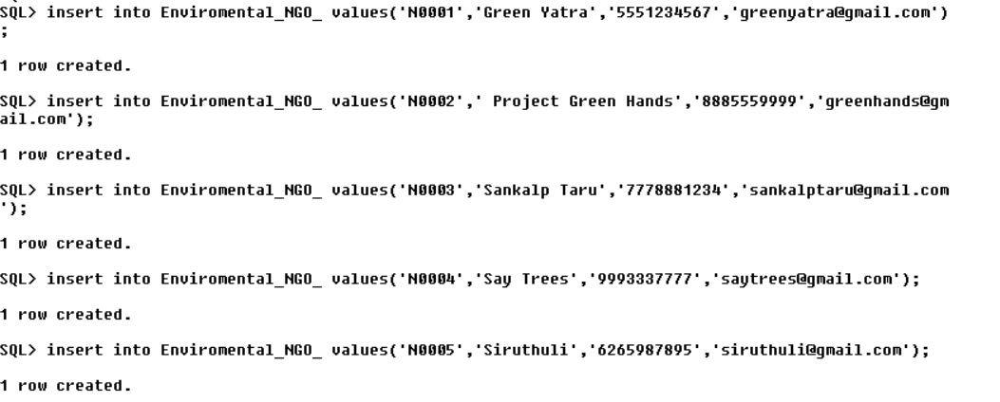 SQL> insert into Enviromental_NGO_ values('N0001','Green Yatra','5551234567','greenyatra@gmail.com')
;
1 row created.
SQL> insert into Enviromental_NGO_ values('N0002',' Project Green Hands','8885559999','greenhands@gm
ail.com');
1 row created.
SQL> insert into Enviromental_NGO_ values('N0003','Sankalp Taru','7778881234','sankalptaru@gmail.com
');
1 row created.
SQL> insert into Enviromental_NGO_ values('N0004','Say Trees','9993337777','saytrees@gmail.com');
1 row created.
SQL> insert into Enviromental_NGO_ values('N0005','Siruthuli','6265987895','siruthuli@gmail.com');
1 row created.